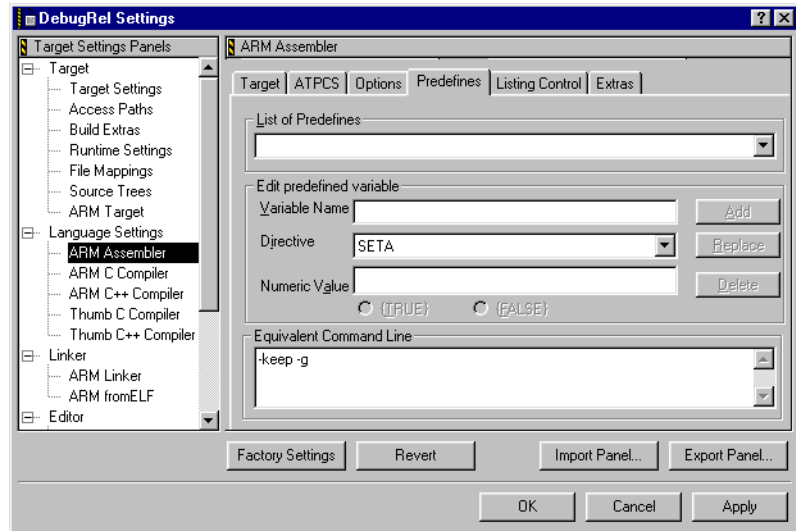 DebugRel Settings
Target Settings Panels
Target
Target Settings
Access Paths
Build Extras
Runtime Settings
File Mappings
Source Trees
ARM Target
Language Settings
ARM Assembler
ARM C Compiler
ARM C++ Compiler
Thumb C Compiler
Thumb C++ Compiler
Linker
ARM Linker
ARM fromELF
Editor
ARM Assembler
Target ATPCS Options Predefines Listing Control Extras
List of Predefines
Edit predefined variable
Variable Name Add
Directive SETA Replace
Numeric Value Delete
{TRUE} {FALSE}
Equivalent Command Line
-keep -g
Factory Settings Revert Import Panel... Export Panel...
OK Cancel Apply